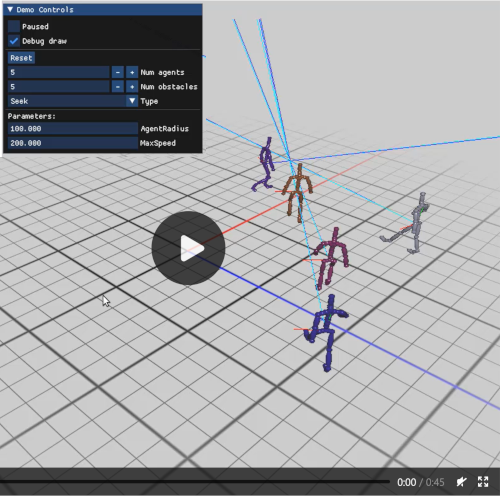 Demo Controls
Paused
Debug draw
Reset
5 - + Num agents
5 - + Num obstacles
Seek Type
Parameters:
100.000 AgentRadius
200.000 MaxSpeed
0:00 / 0:45